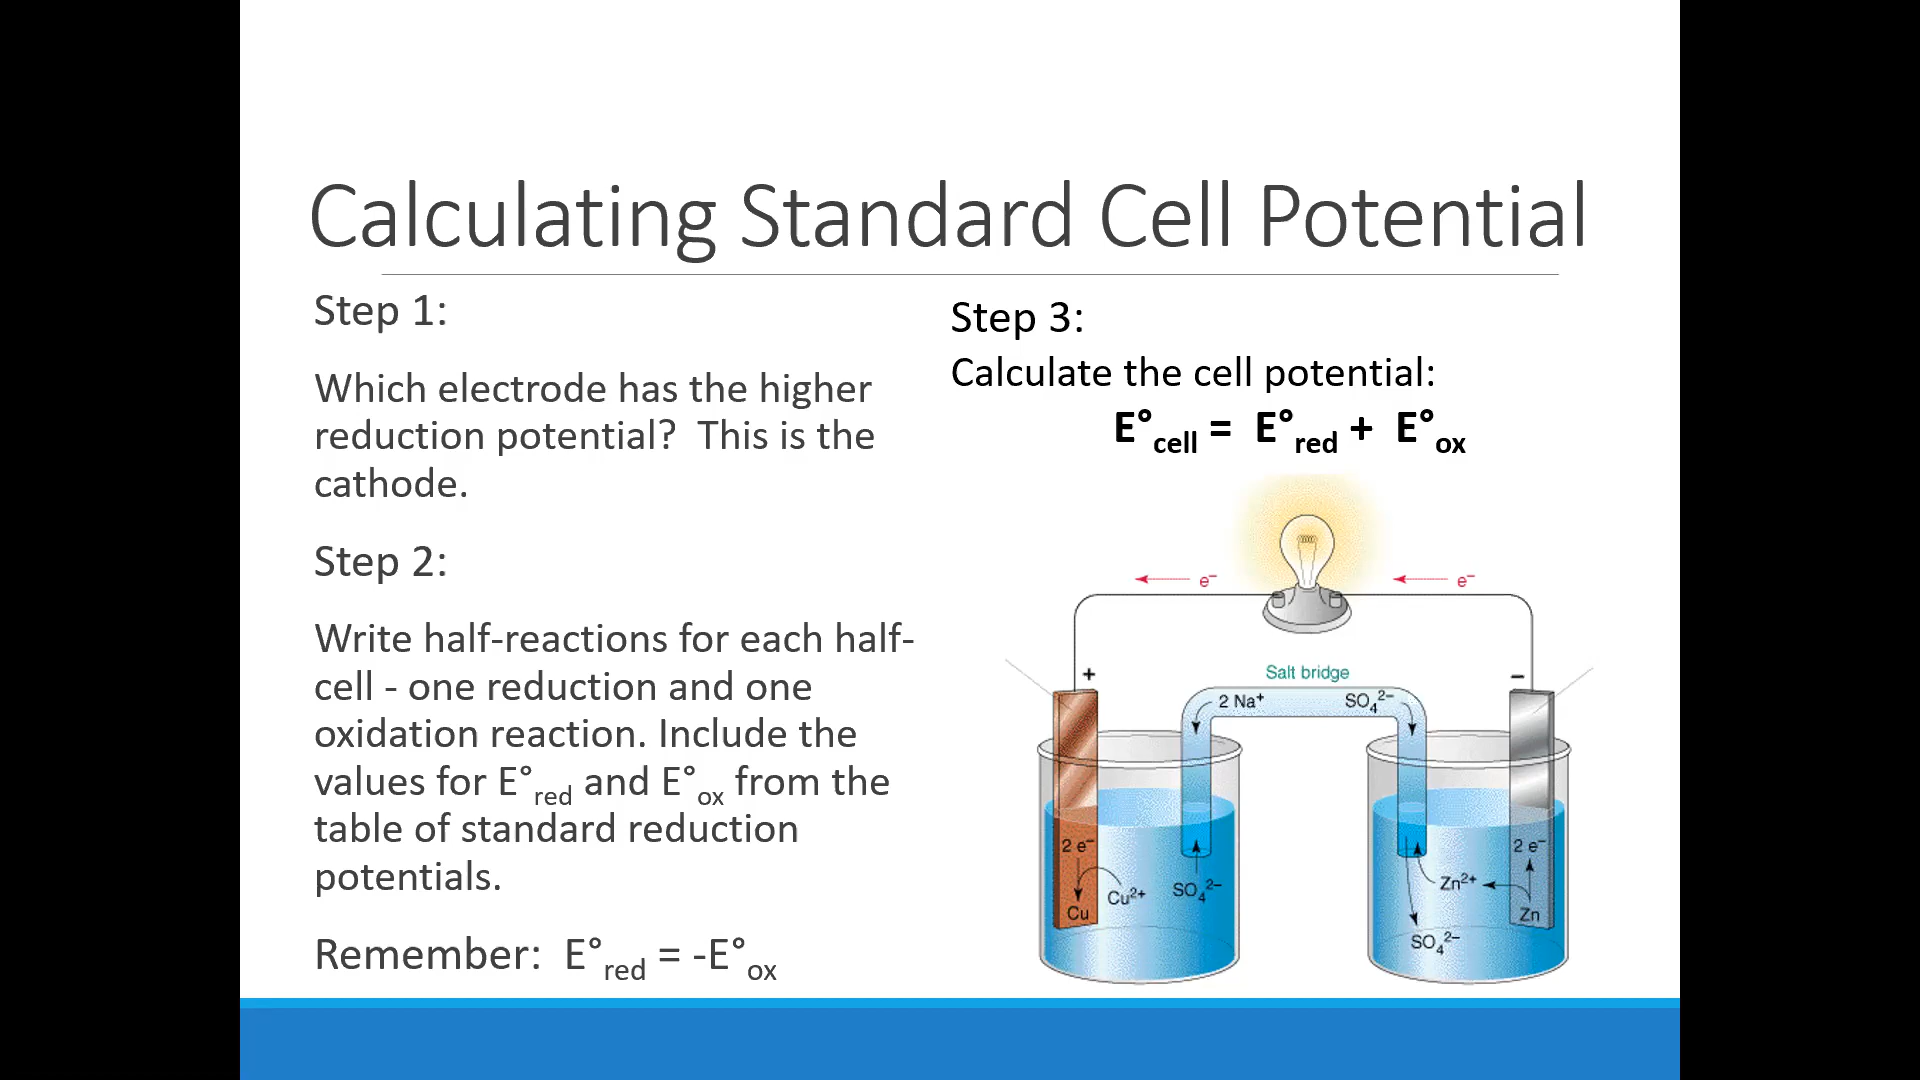 Calculating Standard Cell Potential
Step 1:
Which electrode has the higher
reduction potential?  This is the
cathode.
Step 2:
Write half-reactions for each half-
cell - one reduction and one
oxidation reaction. Include the
values for E°red and E°ox from the
table of standard reduction
potentials.
Remember:  E°red = -E°ox
Step 3:
Calculate the cell potential:
E°cell =  E°red +  E°ox
e⁻
e⁻
+
−
Salt bridge
2 Na⁺
SO₄²⁻
2 e⁻
Cu²⁺
Cu
SO₄²⁻
2 e⁻
Zn²⁺
Zn
SO₄²⁻